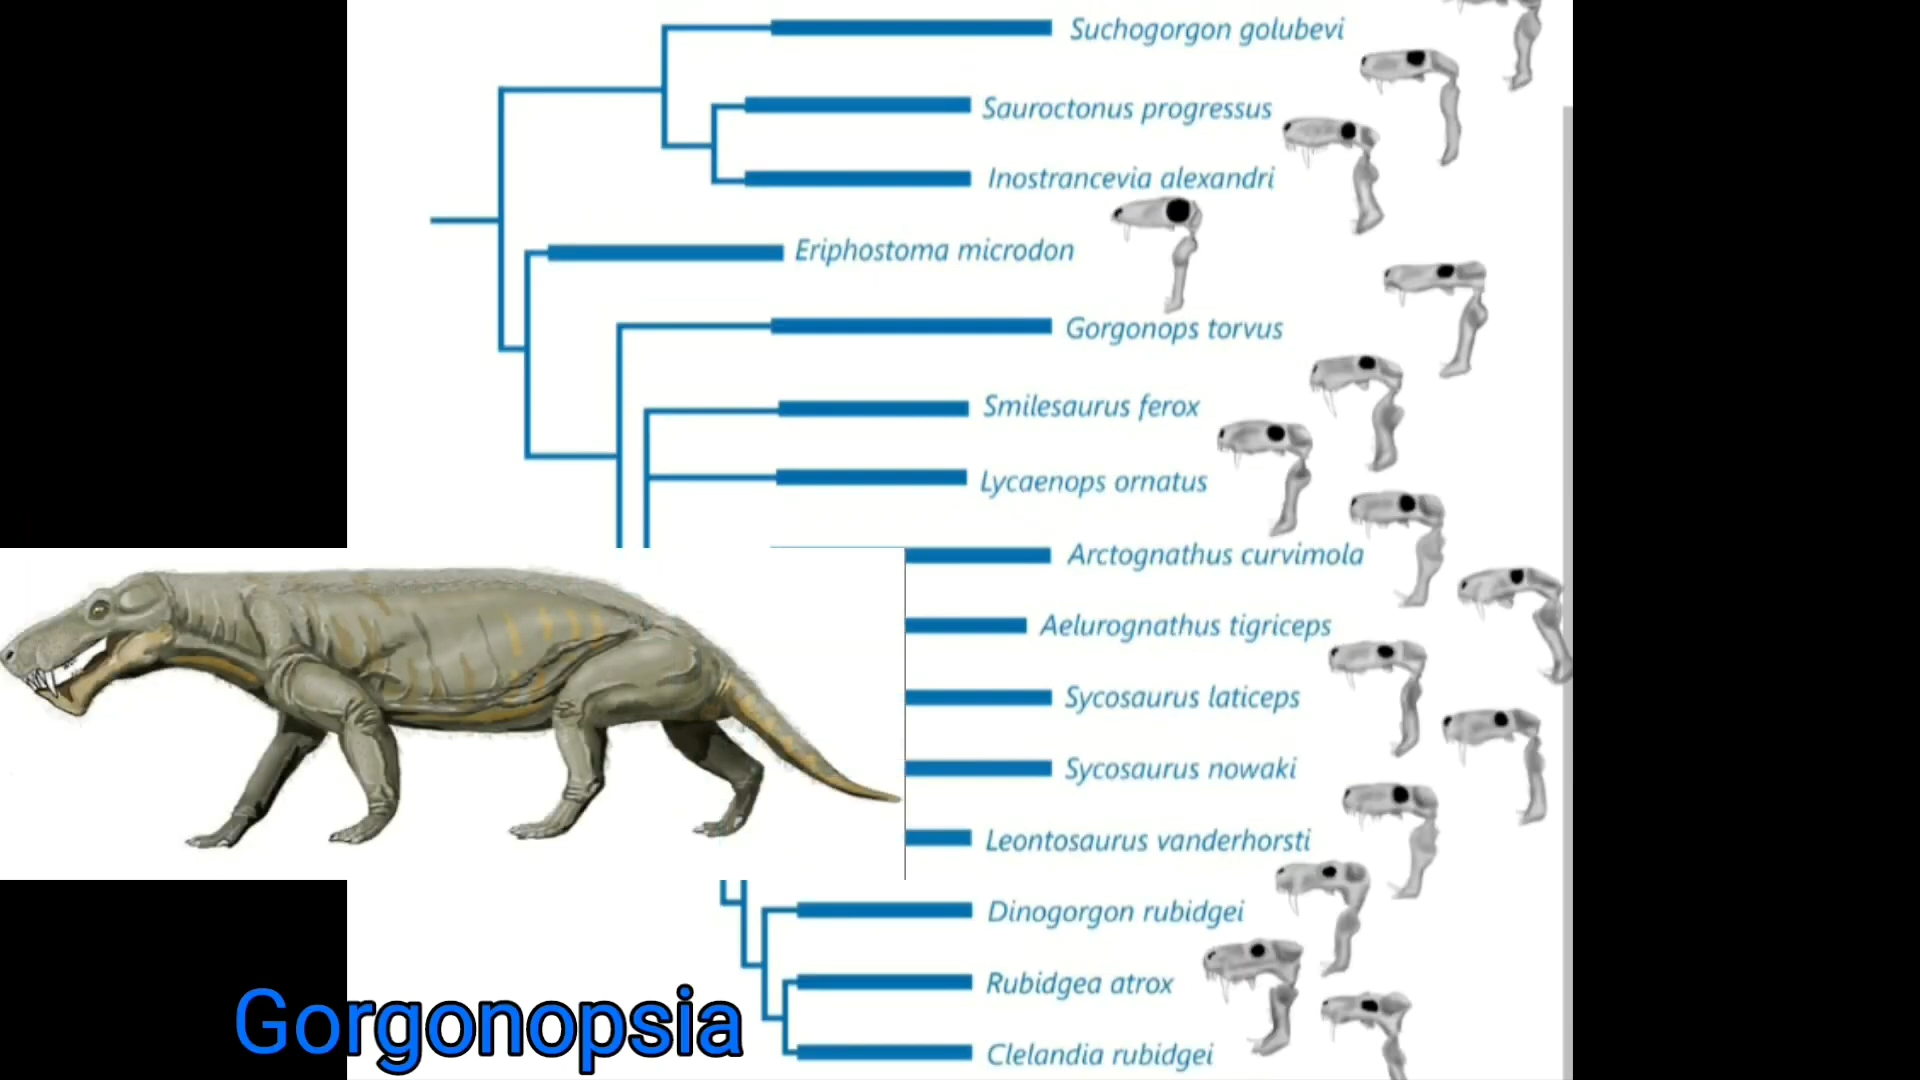 Suchogorgon golubevi
Sauroctonus progressus
Inostrancevia alexandri
Eriphostoma microdon
Gorgonops torvus
Smilesaurus ferox
Lycaenops ornatus
Arctognathus curvimola
Aelurognathus tigriceps
Sycosaurus laticeps
Sycosaurus nowaki
Leontosaurus vanderhorsti
Dinogorgon rubidgei
Rubidgea atrox
Clelandia rubidgei
Gorgonopsia